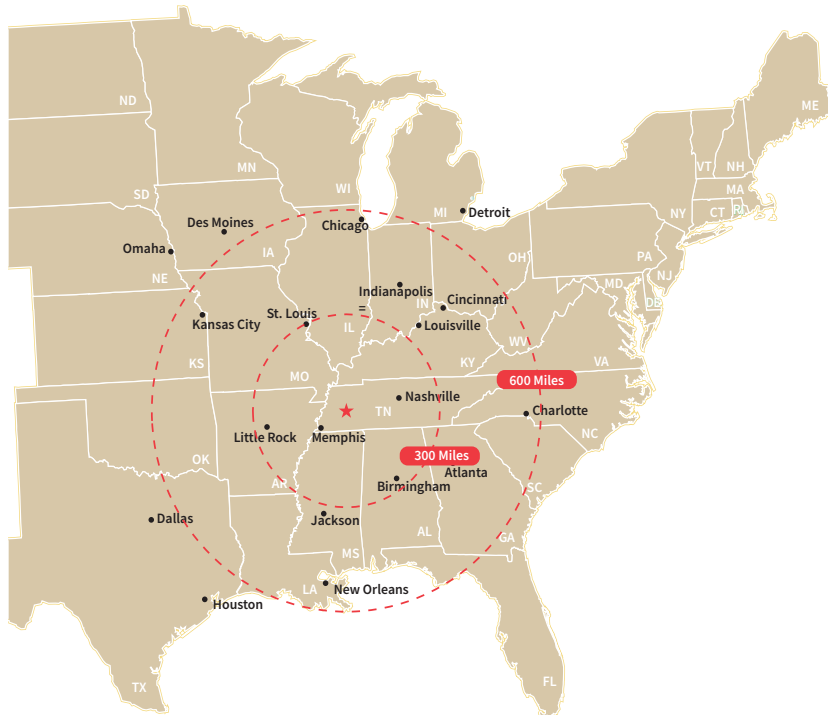 ND
ME
MN
VT
NH
WI
MA
SD
MI
Detroit
NY
CT
RI
Des Moines
Chicago
Omaha
IA
OH
PA
NE
NJ
Indianapolis
MD
IN
Cincinnati
DE
=
St. Louis
Kansas City
IL
Louisville
WV
KS
KY
VA
MO
600 Miles
Nashville
TN
Charlotte
Little Rock
Memphis
NC
300 Miles
OK
Atlanta
AR
Birmingham
SC
Dallas
Jackson
AL
GA
MS
LA
New Orleans
Houston
FL
TX